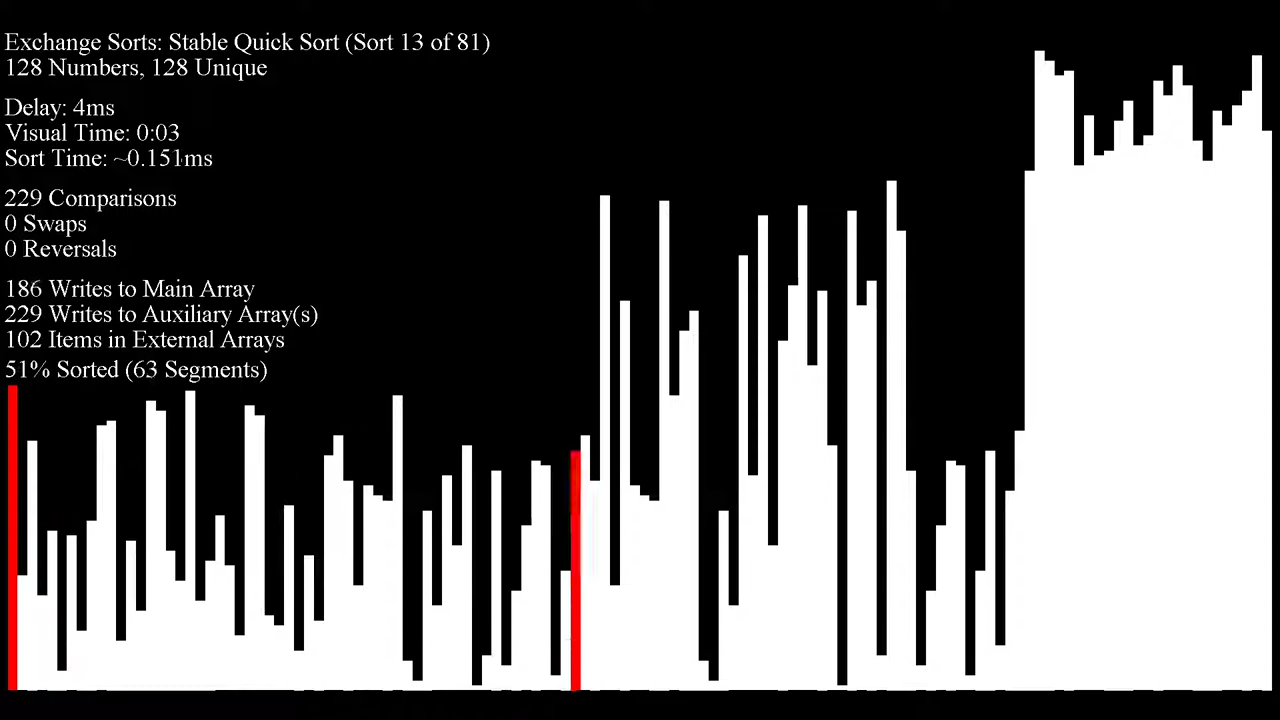 Exchange Sorts: Stable Quick Sort (Sort 13 of 81)
128 Numbers, 128 Unique
Delay: 4ms
Visual Time: 0:03
Sort Time: ~0.151ms
229 Comparisons
0 Swaps
0 Reversals
186 Writes to Main Array
229 Writes to Auxiliary Array(s)
102 Items in External Arrays
51% Sorted (63 Segments)